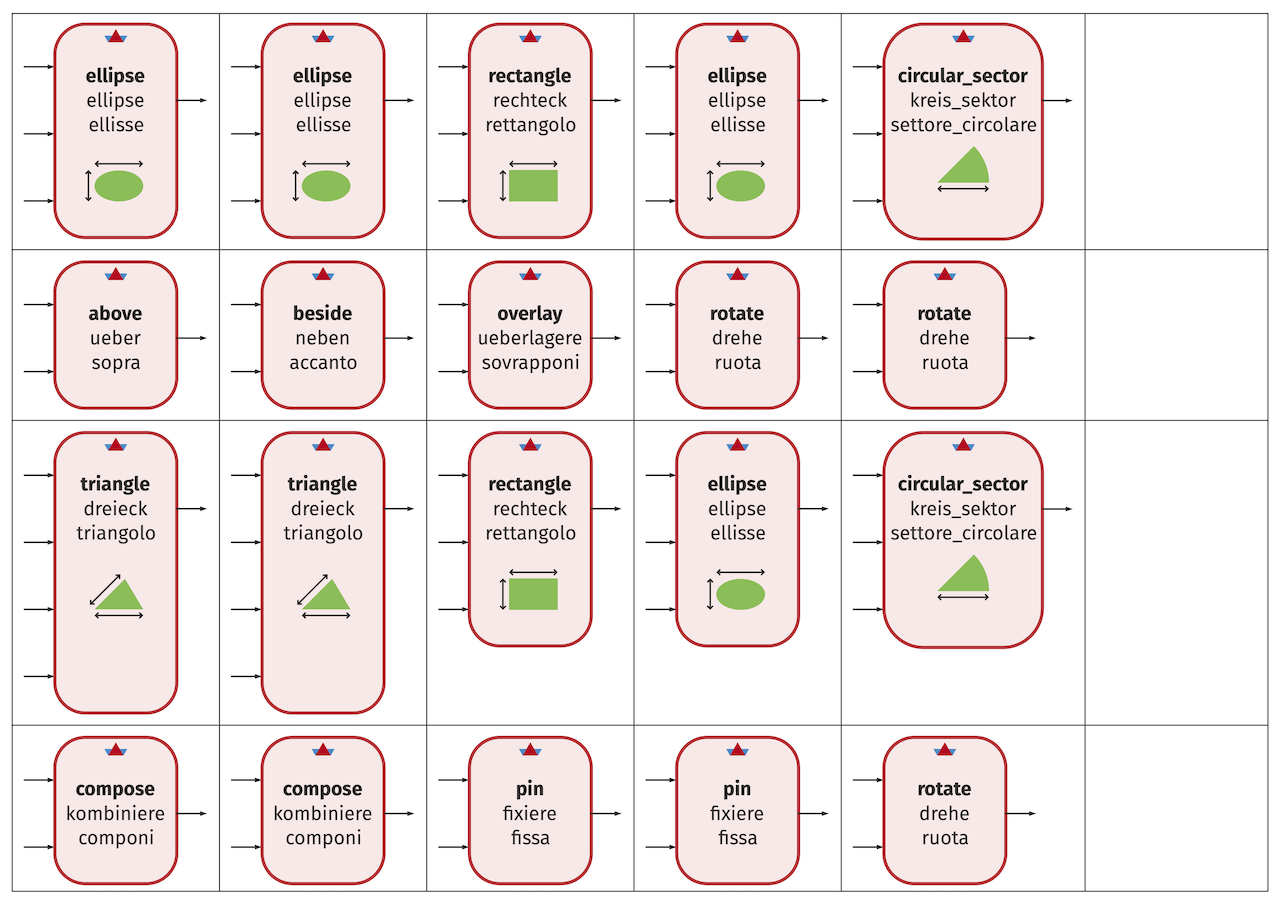 ellipse
ellipse
ellisse
ellipse
ellipse
ellisse
rectangle
rechteck
rettangolo
ellipse
ellipse
ellisse
circular_sector
kreis_sektor
settore_circolare
above
ueber
sopra
beside
neben
accanto
overlay
ueberlagere
sovrapponi
rotate
drehe
ruota
rotate
drehe
ruota
triangle
dreieck
triangolo
triangle
dreieck
triangolo
rectangle
rechteck
rettangolo
ellipse
ellipse
ellisse
circular_sector
kreis_sektor
settore_circolare
compose
kombiniere
componi
compose
kombiniere
componi
pin
fixiere
fissa
pin
fixiere
fissa
rotate
drehe
ruota